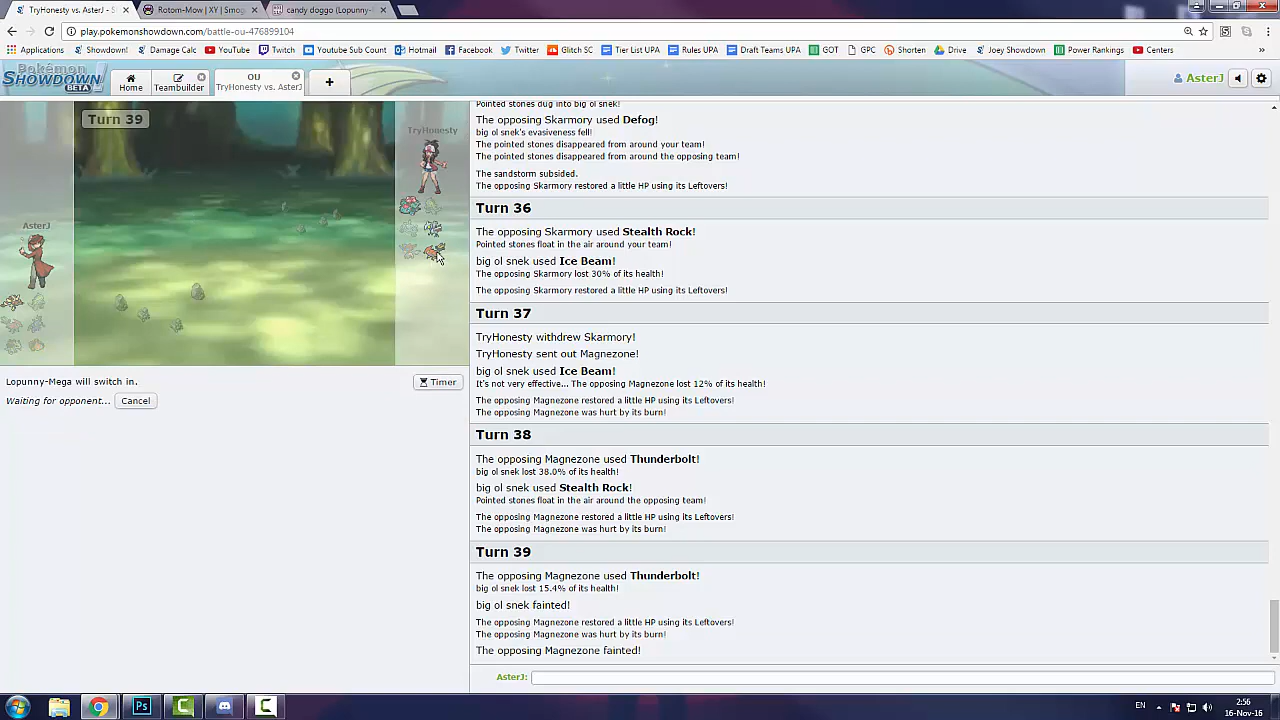 TryHonesty vs. AsterJ - S
Rotom-Mow | XY | Smog
candy doggo (Lopunny-
play.pokemonshowdown.com/battle-ou-476899104
Applications
Showdown!
Damage Calc
YouTube
Twitch
Youtube Sub Count
Hotmail
Facebook
Twitter
Glitch SC
Tier List UPA
Rules UPA
Draft Teams UPA
GOT
GPC
Shorten
Drive
Joey Showdown
Power Rankings
Centers
Pokémon
SHOWDOWN
BETA
Home
Teambuilder
OU
TryHonesty vs. AsterJ
+
AsterJ
Turn 39
TryHonesty
AsterJ
Lopunny-Mega will switch in.
Timer
Waiting for opponent...
Cancel
Pointed stones dug into big ol snek!
The opposing Skarmory used Defog!
big ol snek's evasiveness fell!
The pointed stones disappeared from around your team!
The pointed stones disappeared from around the opposing team!
The sandstorm subsided.
The opposing Skarmory restored a little HP using its Leftovers!
Turn 36
The opposing Skarmory used Stealth Rock!
Pointed stones float in the air around your team!
big ol snek used Ice Beam!
The opposing Skarmory lost 30% of its health!
The opposing Skarmory restored a little HP using its Leftovers!
Turn 37
TryHonesty withdrew Skarmory!
TryHonesty sent out Magnezone!
big ol snek used Ice Beam!
It's not very effective... The opposing Magnezone lost 12% of its health!
The opposing Magnezone restored a little HP using its Leftovers!
The opposing Magnezone was hurt by its burn!
Turn 38
The opposing Magnezone used Thunderbolt!
big ol snek lost 38.0% of its health!
big ol snek used Stealth Rock!
Pointed stones float in the air around the opposing team!
The opposing Magnezone restored a little HP using its Leftovers!
The opposing Magnezone was hurt by its burn!
Turn 39
The opposing Magnezone used Thunderbolt!
big ol snek lost 15.4% of its health!
big ol snek fainted!
The opposing Magnezone restored a little HP using its Leftovers!
The opposing Magnezone was hurt by its burn!
The opposing Magnezone fainted!
AsterJ:
Ps
EN
2:56
16-Nov-16